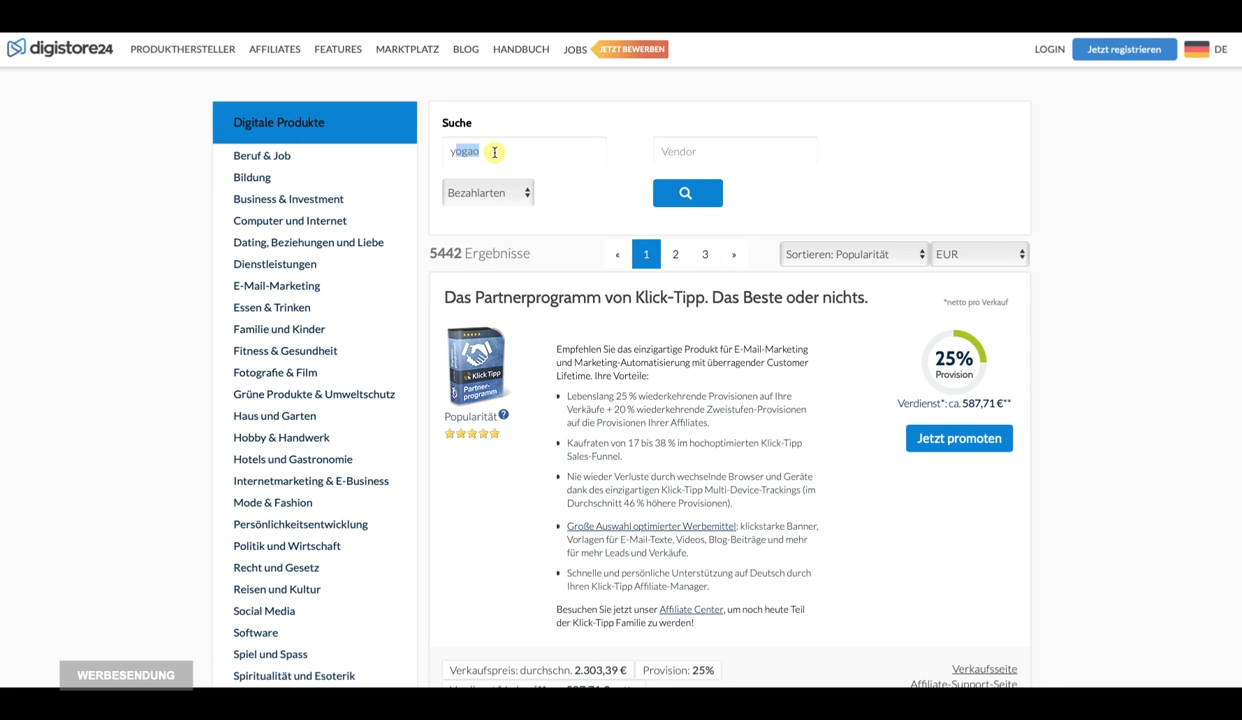 digistore24 PRODUKTHERSTELLER AFFILIATES FEATURES MARKTPLATZ BLOG HANDBUCH JOBS JETZT BEWERBEN LOGIN Jetzt registrieren DE
Digitale Produkte
Beruf & Job
Bildung
Business & Investment
Computer und Internet
Dating, Beziehungen und Liebe
Dienstleistungen
E-Mail-Marketing
Essen & Trinken
Familie und Kinder
Fitness & Gesundheit
Fotografie & Film
Grüne Produkte & Umweltschutz
Haus und Garten
Hobby & Handwerk
Hotels und Gastronomie
Internetmarketing & E-Business
Mode & Fashion
Persönlichkeitsentwicklung
Politik und Wirtschaft
Recht und Gesetz
Reisen und Kultur
Social Media
Software
Spiel und Spass
Spiritualität und Esoterik
Suche
yogao Vendor
Bezahlarten
5442 Ergebnisse « 1 2 3 » Sortieren: Popularität EUR
Das Partnerprogramm von Klick-Tipp. Das Beste oder nichts.
*netto pro Verkauf
Klick Tipp
Partner-
programm
Popularität ?
Empfehlen Sie das einzigartige Produkt für E-Mail-Marketing
und Marketing-Automatisierung mit überragender Customer
Lifetime. Ihre Vorteile:
• Lebenslang 25 % wiederkehrende Provisionen auf Ihre
Verkäufe + 20 % wiederkehrende Zweistufen-Provisionen
auf die Provisionen Ihrer Affiliates.
• Kaufraten von 17 bis 38 % im hochoptimierten Klick-Tipp
Sales-Funnel.
• Nie wieder Verluste durch wechselnde Browser und Geräte
dank des einzigartigen Klick-Tipp Multi-Device-Trackings (im
Durchschnitt 46 % höhere Provisionen).
• Große Auswahl optimierter Werbemittel: klickstarke Banner,
Vorlagen für E-Mail-Texte, Videos, Blog-Beiträge und mehr
für mehr Leads und Verkäufe.
• Schnelle und persönliche Unterstützung auf Deutsch durch
Ihren Klick-Tipp Affiliate-Manager.
Besuchen Sie jetzt unser Affiliate Center, um noch heute Teil
der Klick-Tipp Familie zu werden!
25%
Provision
Verdienst*: ca. 587,71 €**
Jetzt promoten
Verkaufspreis: durchschn. 2.303,39 € Provision: 25% Verkaufsseite
Affiliate-Support-Seite
WERBESENDUNG